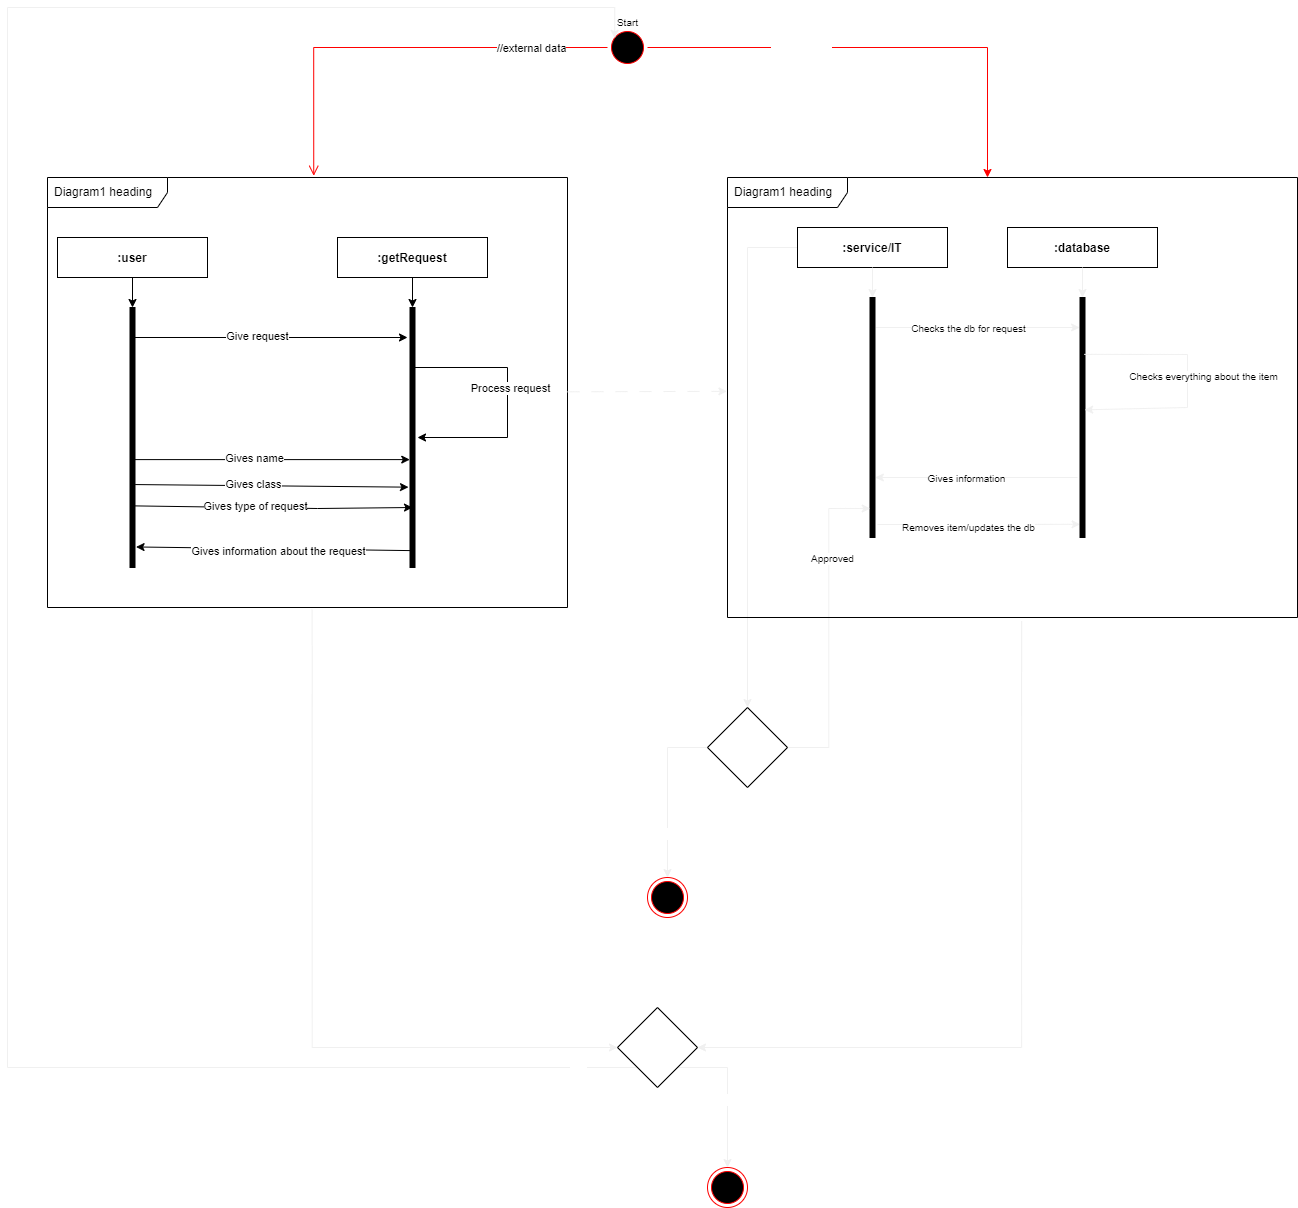 Start
//external data
Diagram1 heading
:user
:getRequest
Give request
Process request
Gives name
Gives class
Gives type of request
Gives information about the request
Diagram1 heading
:service/IT
:database
Checks the db for request
Checks everything about the item
Gives information
Removes item/updates the db
Approved